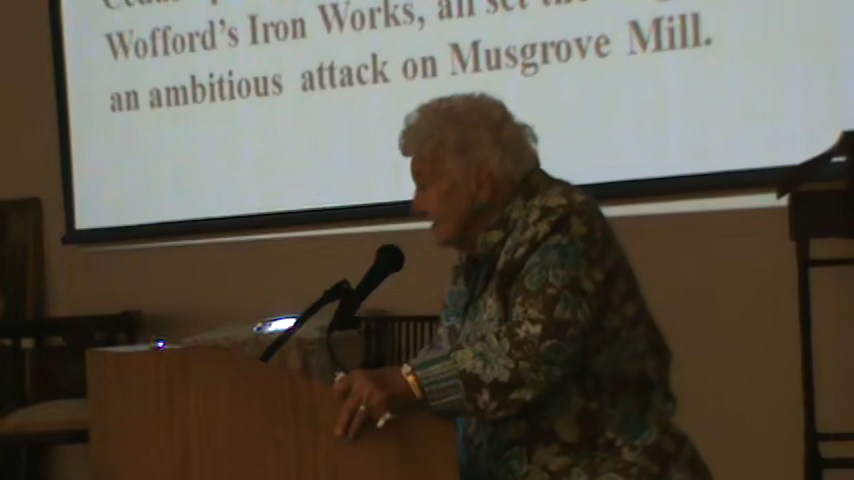 Wofford's Iron Works, all set the
an ambitious attack on Musgrove Mill.